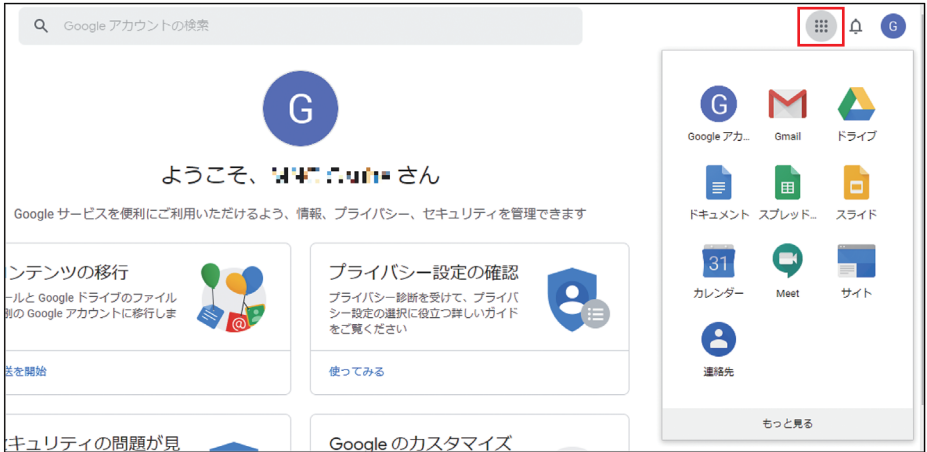 Google アカウントの検索
G
G
ようこそ、 さん
Google サービスを便利にご利用いただけるよう、情報、プライバシー、セキュリティを管理できます
ンテンツの移行
ールと Google ドライブのファイル
別の Google アカウントに移行しま
送を開始
プライバシー設定の確認
プライバシー診断を受けて、プライバ
シー設定の選択に役立つ詳しいガイド
をご覧ください
使ってみる
キュリティの問題が見
Google のカスタマイズ
G
Google アカ...
Gmail
ドライブ
ドキュメント
スプレッド...
スライド
31
カレンダー
Meet
サイト
連絡先
もっと見る